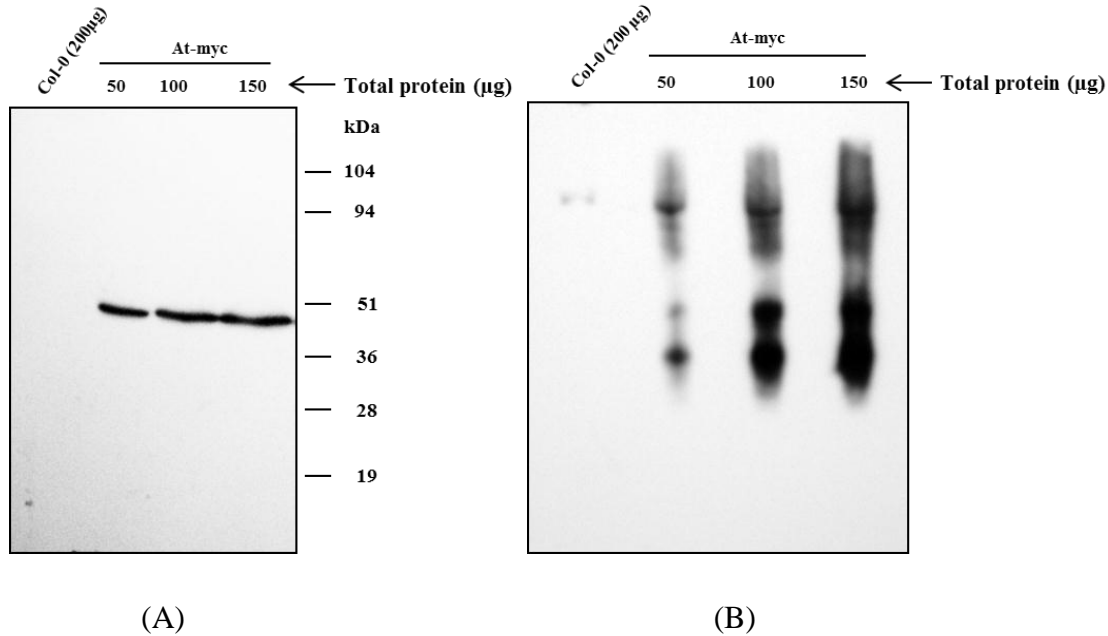 Col-0 (200µg)
At-myc
50 100 150
Total protein (µg)
kDa
104
94
51
36
28
19
(A)
Col-0 (200 µg)
At-myc
50 100 150
Total protein (µg)
(B)